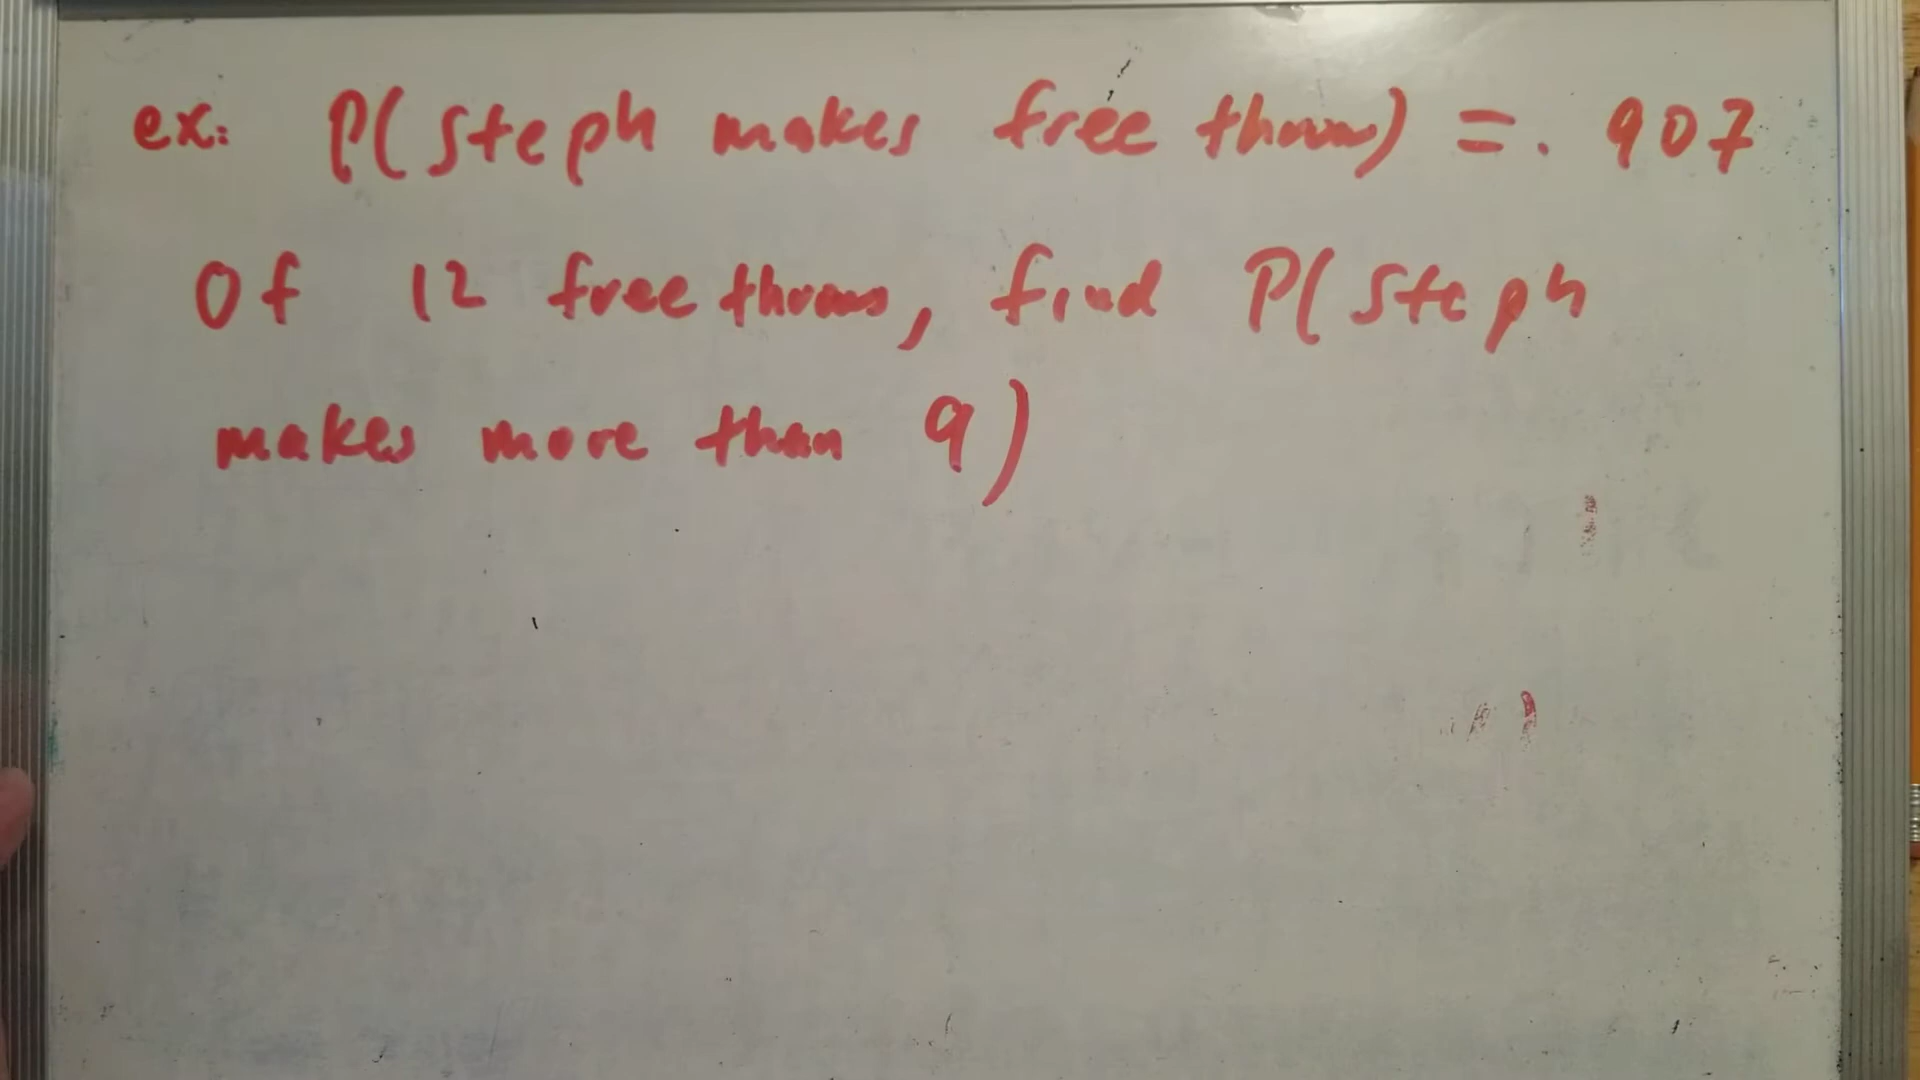 ex: P(Steph makes free throw) = .907
Of 12 free throws, find P(Steph
makes more than 9)